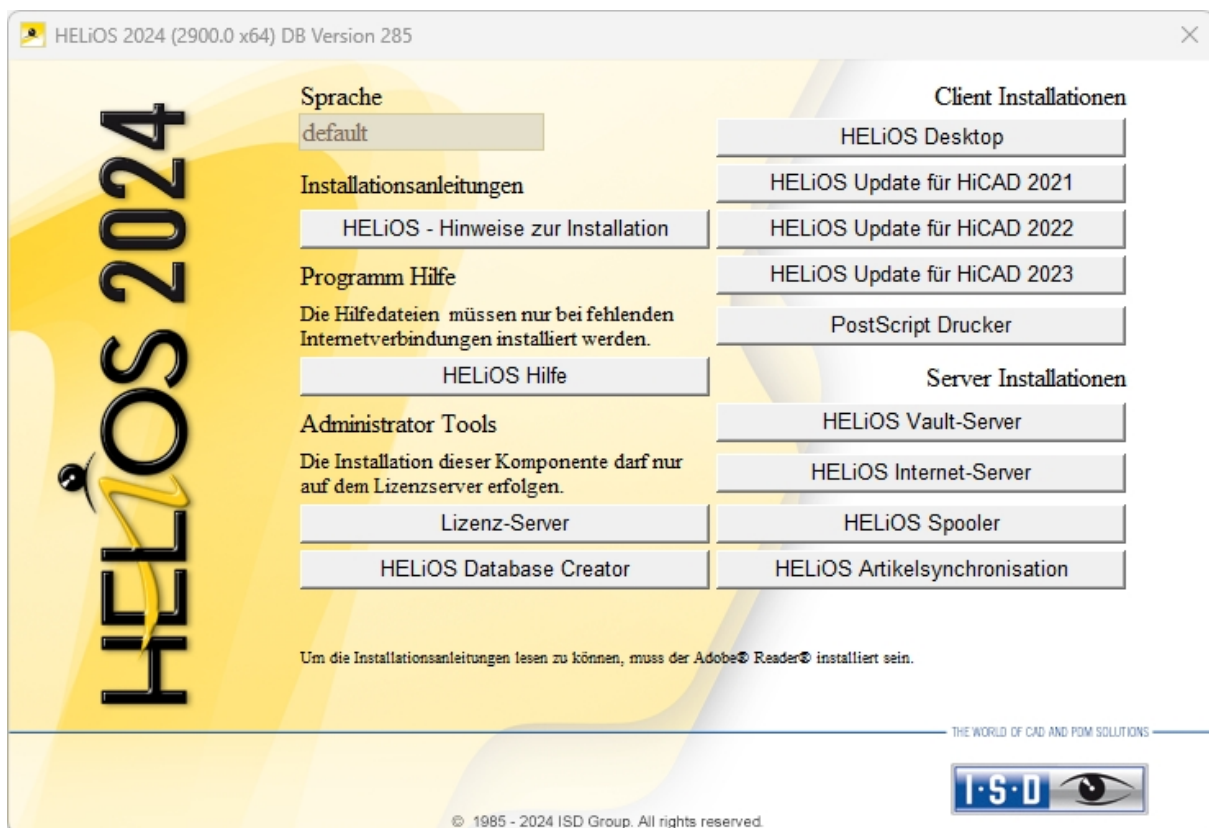 HELiOS 2024 (2900.0 x64) DB Version 285
HELiOS 2024
Sprache
default
Installationsanleitungen
HELiOS - Hinweise zur Installation
Programm Hilfe
Die Hilfedateien müssen nur bei fehlenden
Internetverbindungen installiert werden.
HELiOS Hilfe
Administrator Tools
Die Installation dieser Komponente darf nur
auf dem Lizenzserver erfolgen.
Lizenz-Server
HELiOS Database Creator
Client Installationen
HELiOS Desktop
HELiOS Update für HiCAD 2021
HELiOS Update für HiCAD 2022
HELiOS Update für HiCAD 2023
PostScript Drucker
Server Installationen
HELiOS Vault-Server
HELiOS Internet-Server
HELiOS Spooler
HELiOS Artikelsynchronisation
Um die Installationsanleitungen lesen zu können, muss der Adobe® Reader® installiert sein.
THE WORLD OF CAD AND PDM SOLUTIONS
I·S·D
© 1985 - 2024 ISD Group. All rights reserved.